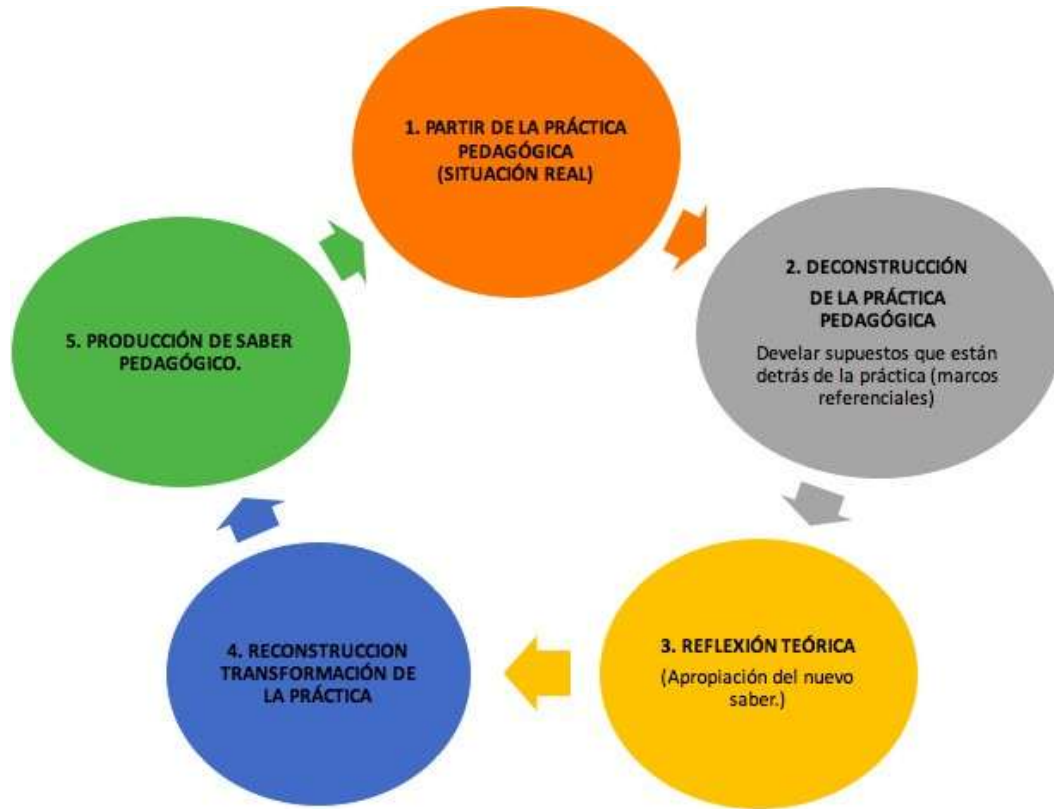 1. PARTIR DE LA PRÁCTICA
PEDAGÓGICA
(SITUACIÓN REAL)
2. DECONSTRUCCIÓN
DE LA PRÁCTICA
PEDAGÓGICA
Develar supuestos que están
detrás de la práctica (marcos
referenciales)
3. REFLEXIÓN TEÓRICA
(Apropiación del nuevo
saber.)
4. RECONSTRUCCION
TRANSFORMACIÓN DE
LA PRÁCTICA
5. PRODUCCIÓN DE SABER
PEDAGÓGICO.